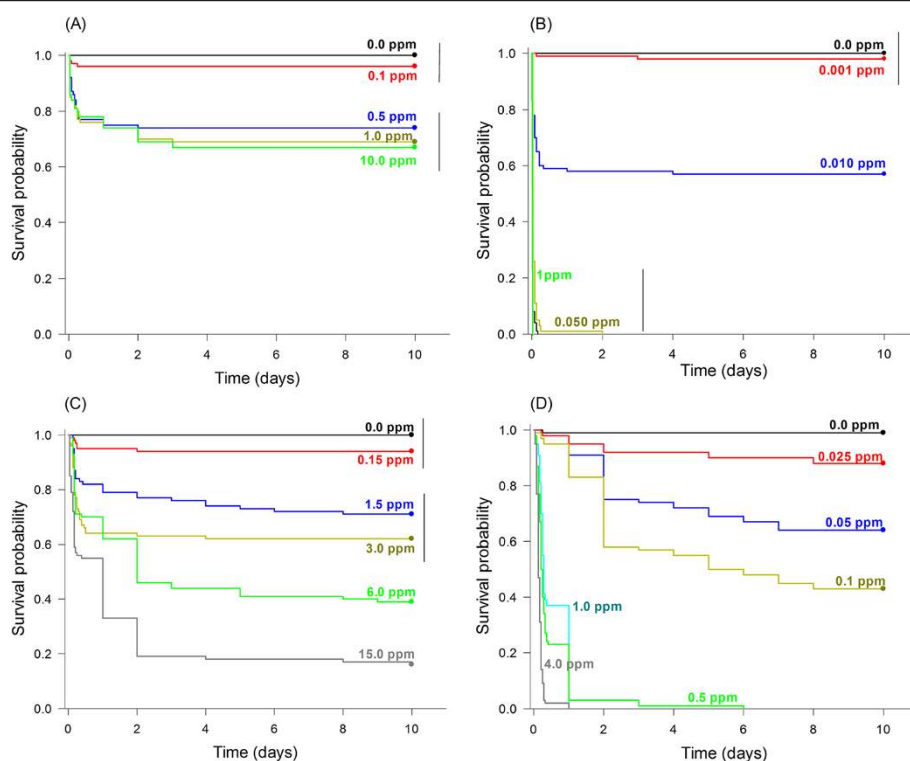 (A)
0.0 ppm
0.1 ppm
0.5 ppm
1.0 ppm
10.0 ppm
1.0
0.8
0.6
0.4
0.2
0.0
Survival probability
0 2 4 6 8 10
Time (days)
(B)
0.0 ppm
0.001 ppm
0.010 ppm
1ppm
0.050 ppm
1.0
0.8
0.6
0.4
0.2
0.0
Survival probability
0 2 4 6 8 10
Time (days)
(C)
0.0 ppm
0.15 ppm
1.5 ppm
3.0 ppm
6.0 ppm
15.0 ppm
1.0
0.8
0.6
0.4
0.2
0.0
Survival probability
0 2 4 6 8 10
Time (days)
(D)
0.0 ppm
0.025 ppm
0.05 ppm
0.1 ppm
1.0 ppm
4.0 ppm
0.5 ppm
1.0
0.8
0.6
0.4
0.2
0.0
Survival probability
0 2 4 6 8 10
Time (days)